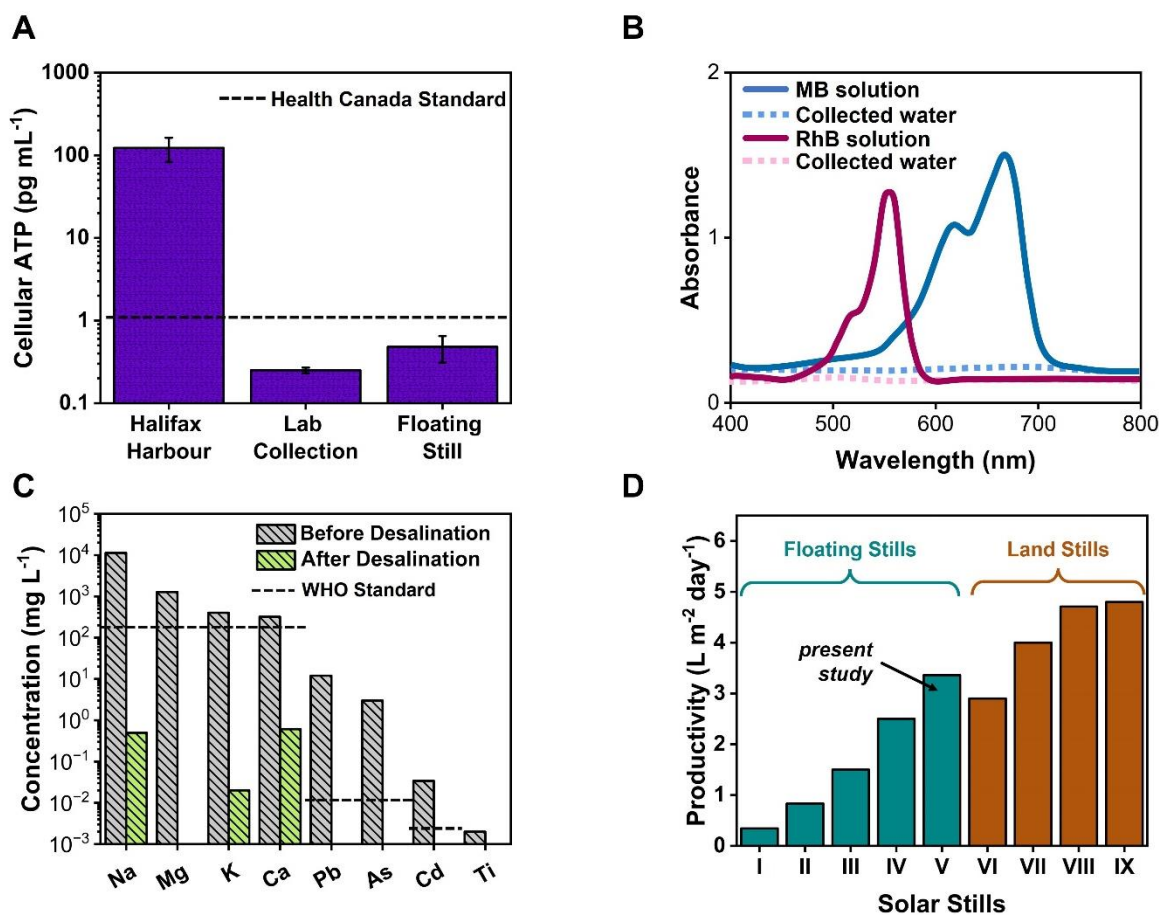 A
1000
100
1
0.1
Cellular ATP (pg mL⁻¹)
Health Canada Standard
Halifax
Harbour
Lab
Collection
Floating
Still
B
2
1
0
Absorbance
MB solution
Collected water
RhB solution
Collected water
400
500
600
700
800
Wavelength (nm)
C
10⁵
10⁴
10³
10²
10¹
10⁰
10⁻¹
10⁻²
10⁻³
Concentration (mg L⁻¹)
Before Desalination
After Desalination
WHO Standard
Na
Mg
K
Ca
Pb
As
Cd
Ti
D
6
5
4
3
2
1
0
Productivity (L m⁻² day⁻¹)
Floating Stills
Land Stills
present
study
I
II
III
IV
V
VI
VII
VIII
IX
Solar Stills